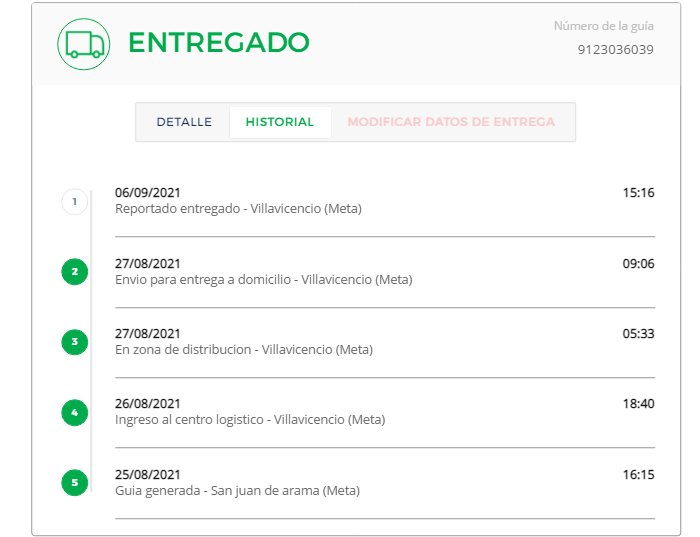 ENTREGADO
Número de la guía
9123036039
DETALLE HISTORIAL MODIFICAR DATOS DE ENTREGA
1 06/09/2021 15:16
Reportado entregado - Villavicencio (Meta)
2 27/08/2021 09:06
Envio para entrega a domicilio - Villavicencio (Meta)
3 27/08/2021 05:33
En zona de distribucion - Villavicencio (Meta)
4 26/08/2021 18:40
Ingreso al centro logistico - Villavicencio (Meta)
5 25/08/2021 16:15
Guia generada - San juan de arama (Meta)